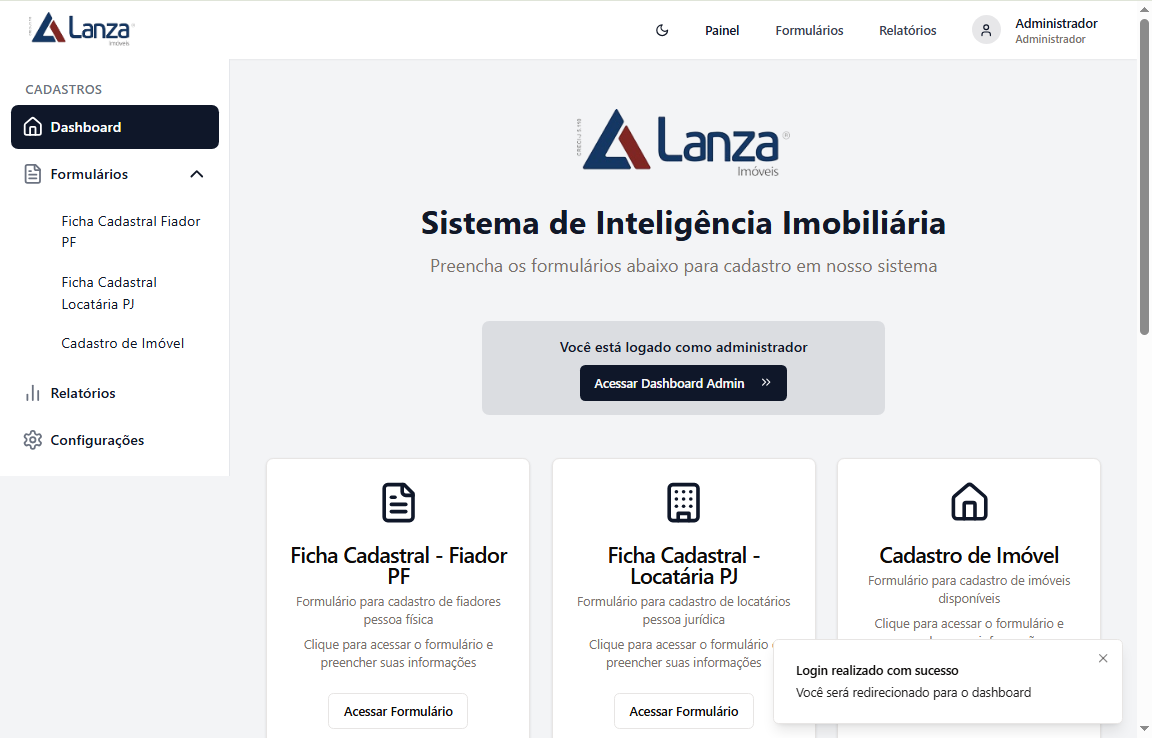 Lanza
Imóveis
Painel
Formulários
Relatórios
Administrador
Administrador
CADASTROS
Dashboard
Formulários
Ficha Cadastral Fiador
PF
Ficha Cadastral
Locatária PJ
Cadastro de Imóvel
Relatórios
Configurações
Lanza®
Imóveis
Sistema de Inteligência Imobiliária
Preencha os formulários abaixo para cadastro em nosso sistema
Você está logado como administrador
Acessar Dashboard Admin
Ficha Cadastral - Fiador
PF
Formulário para cadastro de fiadores
pessoa física
Clique para acessar o formulário e
preencher suas informações
Acessar Formulário
Ficha Cadastral -
Locatária PJ
Formulário para cadastro de locatários
pessoa jurídica
Clique para acessar o formulário
preencher suas informações
Acessar Formulário
Cadastro de Imóvel
Formulário para cadastro de imóveis
disponíveis
Clique para acessar o formulário e
Login realizado com sucesso
Você será redirecionado para o dashboard